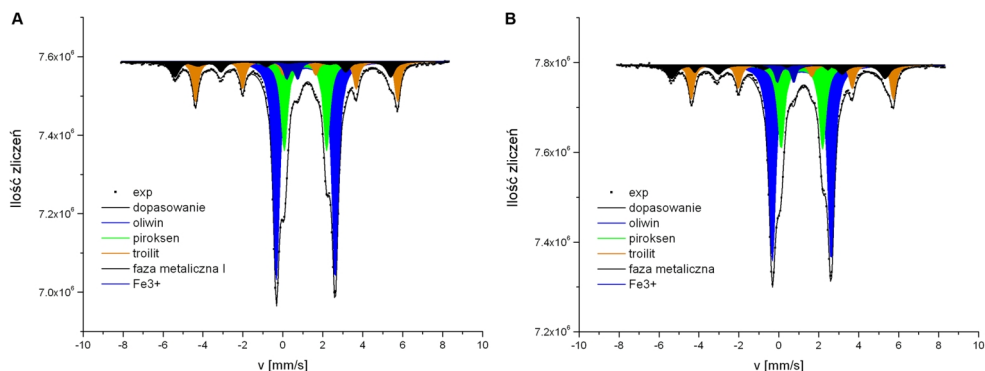 A
7.6x10⁶
7.4x10⁶
7.2x10⁶
7.0x10⁶
Ilość zliczeń
exp
dopasowanie
oliwin
piroksen
troilit
faza metaliczna I
Fe3+
-10 -8 -6 -4 -2 0 2 4 6 8 10
v [mm/s]
B
7.8x10⁶
7.6x10⁶
7.4x10⁶
7.2x10⁶
Ilość zliczeń
exp
dopasowanie
oliwin
piroksen
troilit
faza metaliczna
Fe3+
-10 -8 -6 -4 -2 0 2 4 6 8 10
v [mm/s]